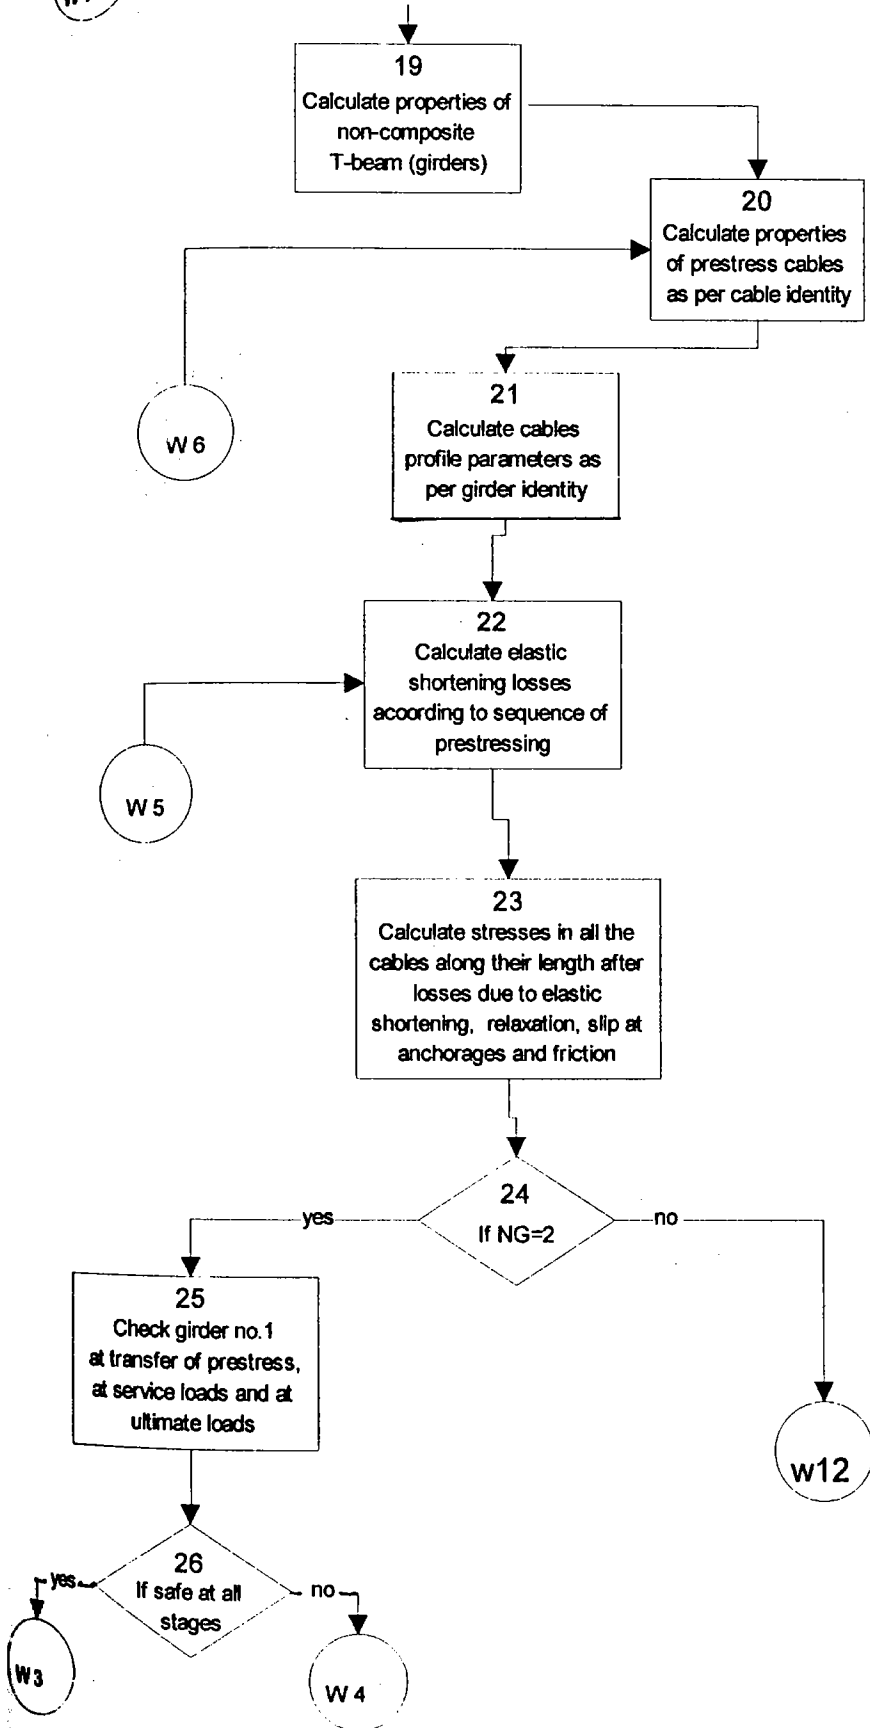 19
Calculate properties of
non-composite
T-beam (girders)
20
Calculate properties
of prestress cables
as per cable identity
W 6
21
Calculate cables
profile parameters as
per girder identity
22
Calculate elastic
shortening losses
acoording to sequence of
prestressing
W 5
23
Calculate stresses in all the
cables along their length after
losses due to elastic
shortening, relaxation, slip at
anchorages and friction
24
If NG=2
yes
no
25
Check girder no.1
at transfer of prestress,
at service loads and at
ultimate loads
w12
26
If safe at all
stages
yes
no
W 3
W 4